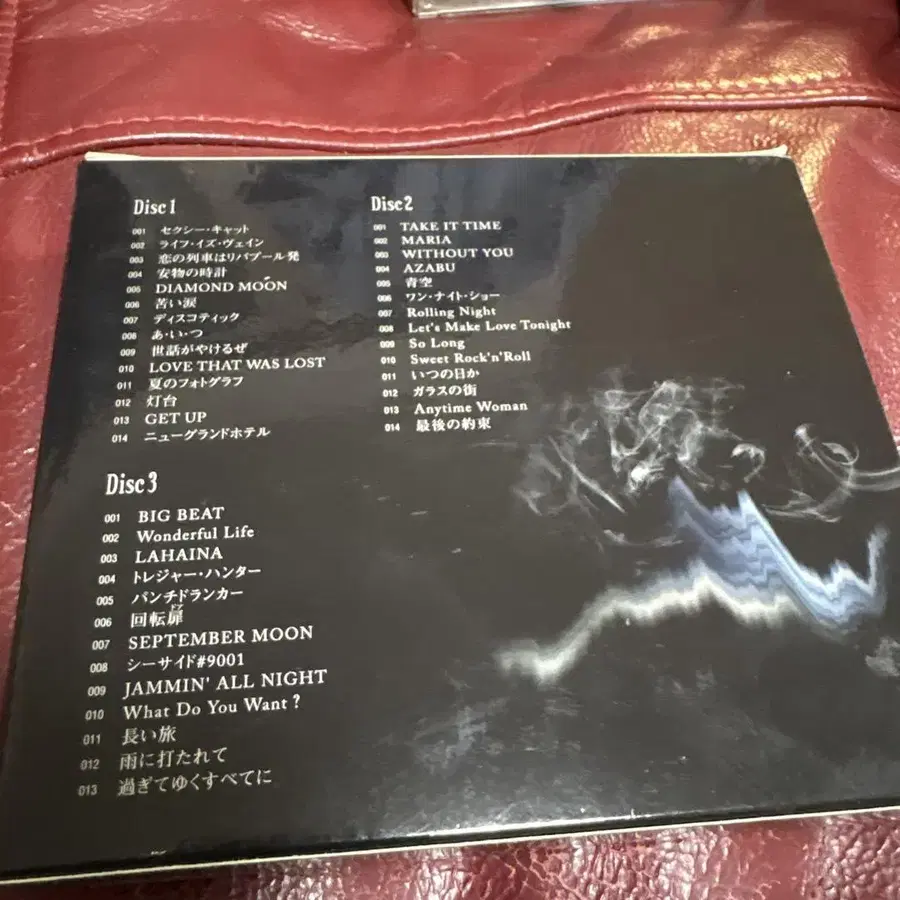 Disc1
001 セクシー・キャット
002 ライフ・イズ・ヴェイン
003 恋の列車はリバプール発
004 安物の時計
005 DIAMOND MOON
006 苦い涙
007 ディスコティック
008 あ・い・つ
009 世話がやけるぜ
010 LOVE THAT WAS LOST
011 夏のフォトグラフ
012 灯台
013 GET UP
014 ニューグランドホテル
Disc2
001 TAKE IT TIME
002 MARIA
003 WITHOUT YOU
004 AZABU
005 青空
006 ワン・ナイト・ショー
007 Rolling Night
008 Let's Make Love Tonight
009 So Long
010 Sweet Rock'n'Roll
011 いつの日か
012 ガラスの街
013 Anytime Woman
014 最後の約束
Disc3
001 BIG BEAT
002 Wonderful Life
003 LAHAINA
004 トレジャー・ハンター
005 パンチドランカー
006 回転扉
ドア
007 SEPTEMBER MOON
008 シーサイド#9001
009 JAMMIN' ALL NIGHT
010 What Do You Want?
011 長い旅
012 雨に打たれて
013 過ぎてゆくすべてに